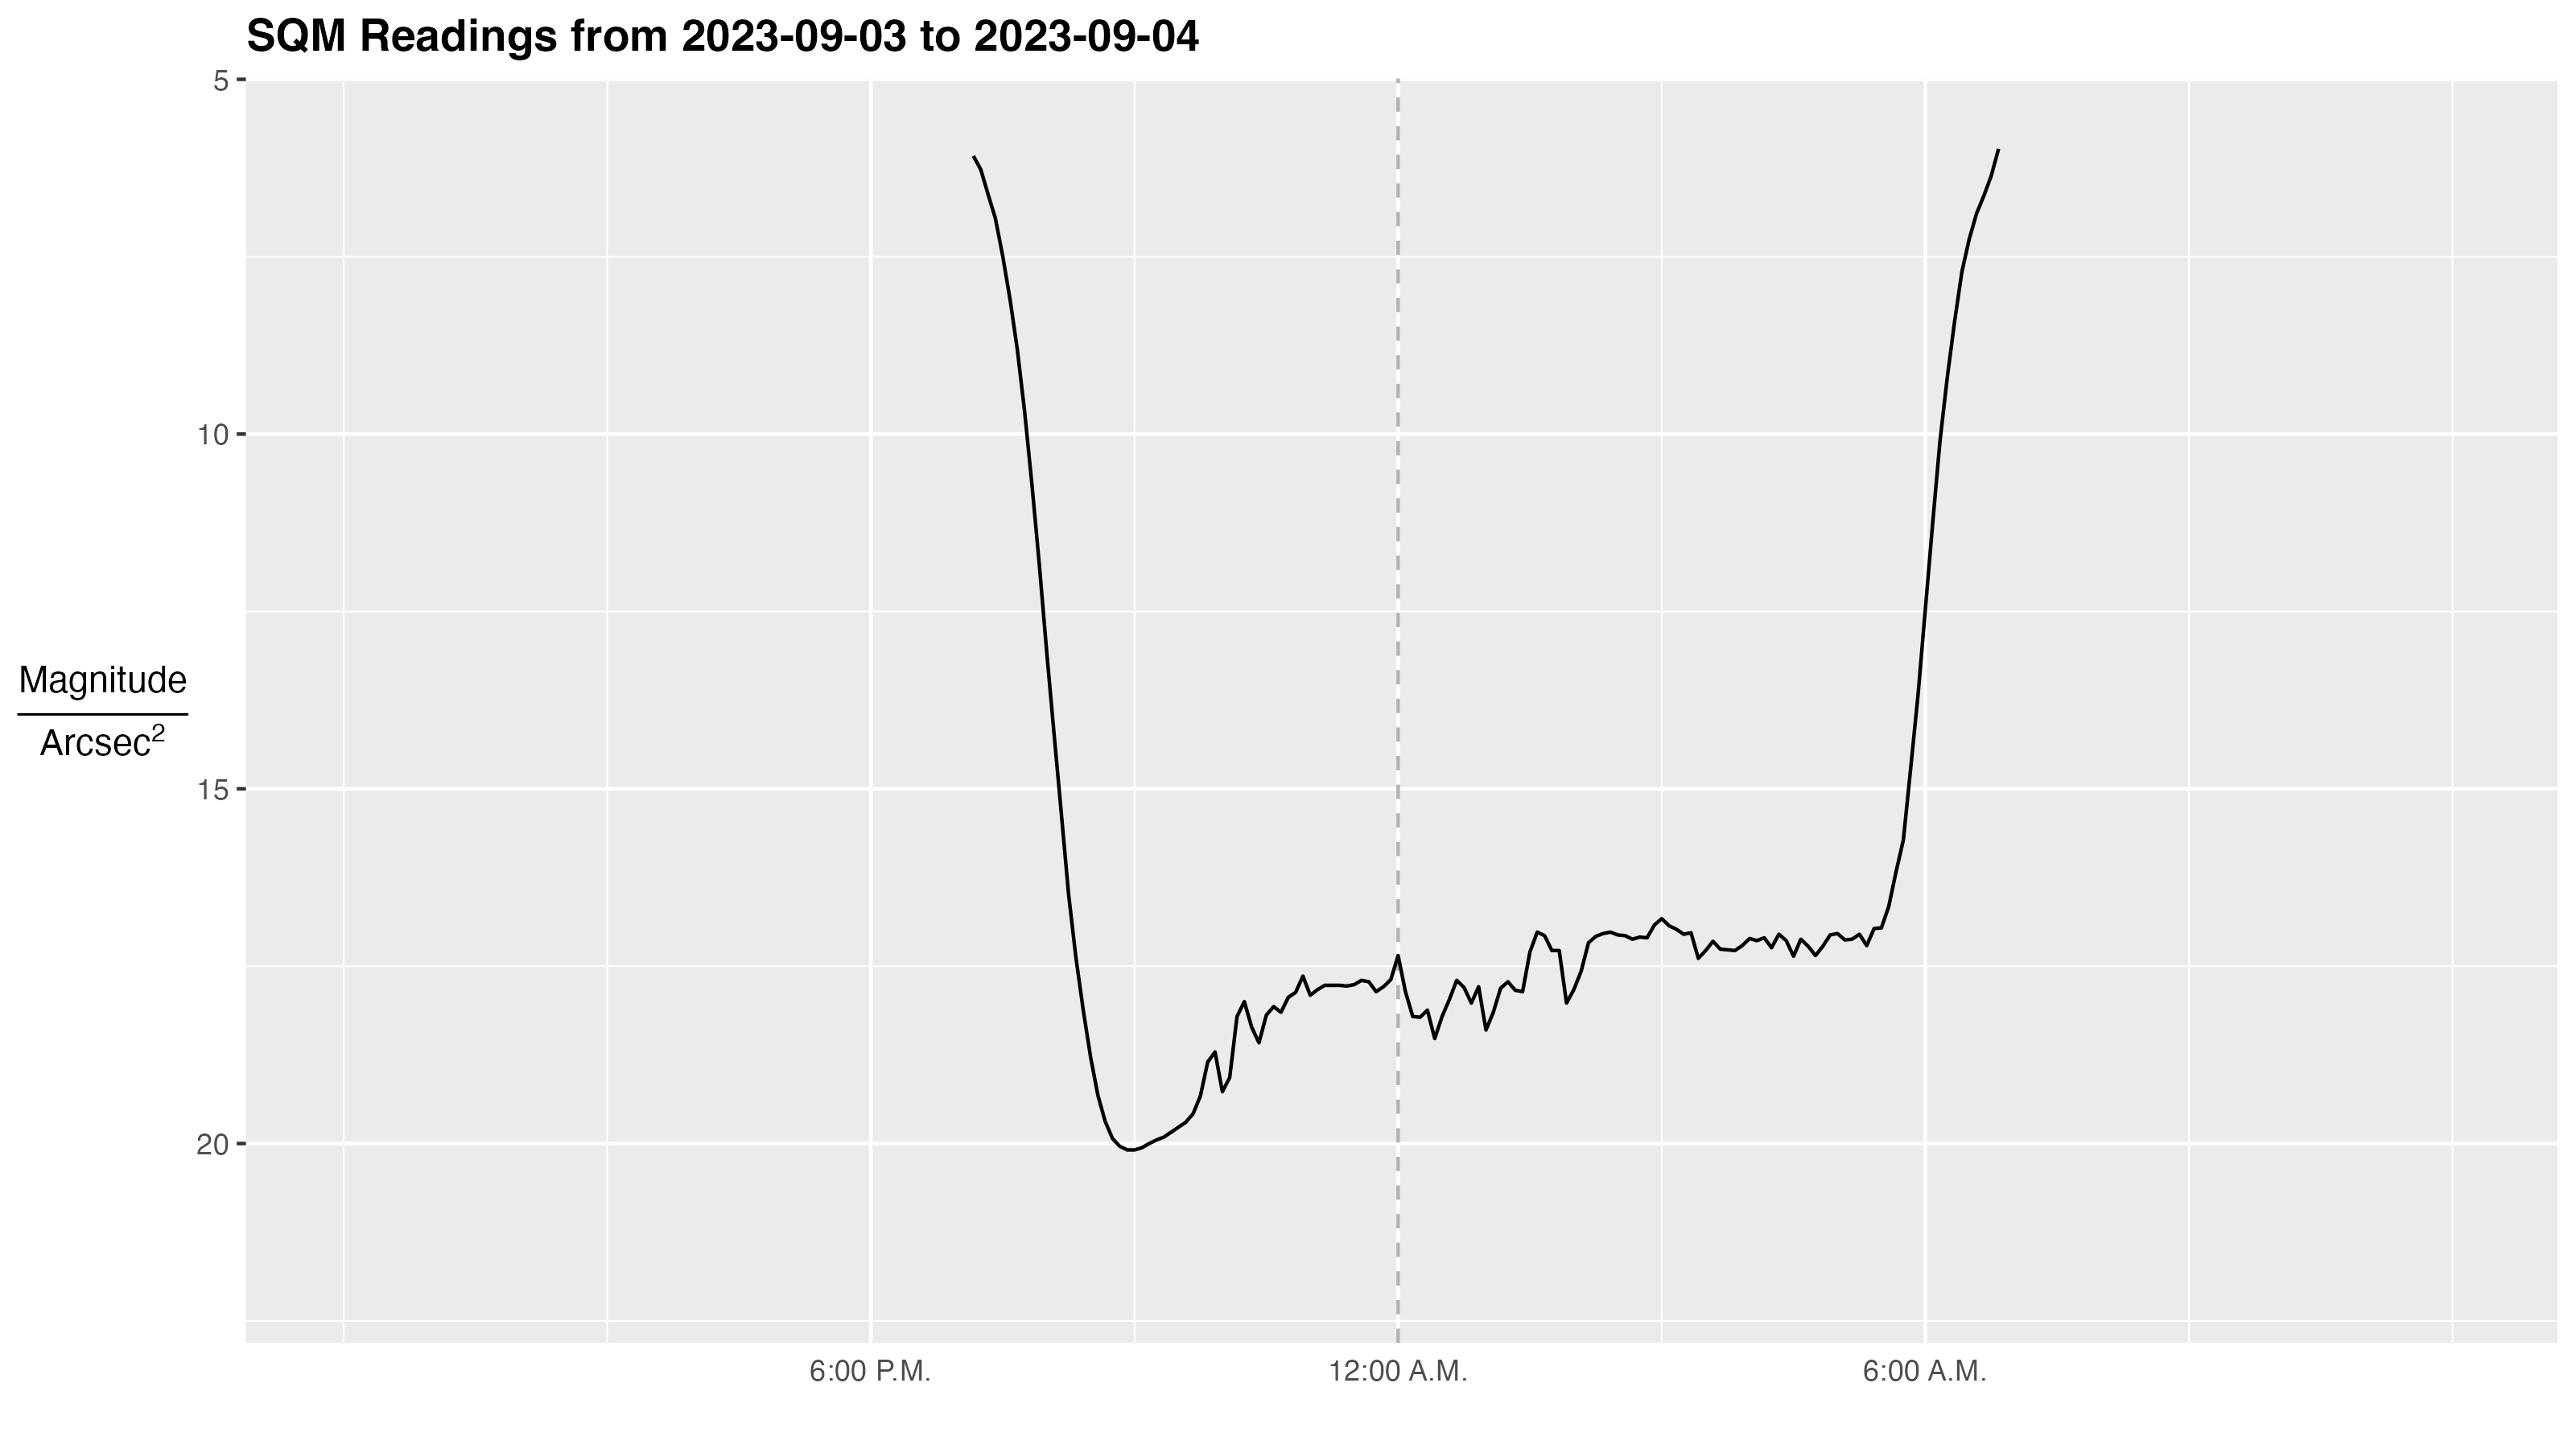 SQM Readings from 2023-09-03 to 2023-09-04
5
10
15
20
Magnitude
Arcsec²
6:00 P.M.
12:00 A.M.
6:00 A.M.